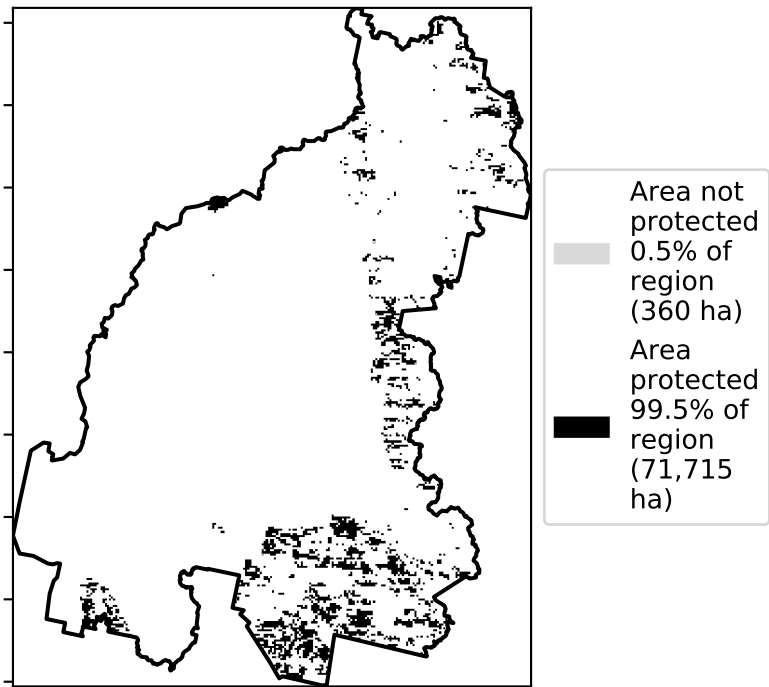 Area not
protected
0.5% of
region
(360 ha)
Area
protected
99.5% of
region
(71,715
ha)